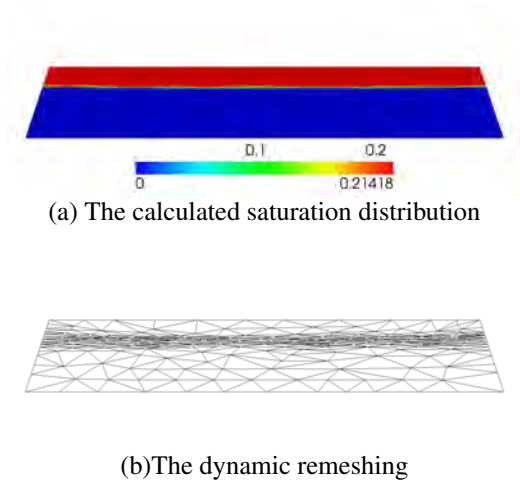 0.1 0.2
0 0.21418
(a) The calculated saturation distribution
(b)The dynamic remeshing